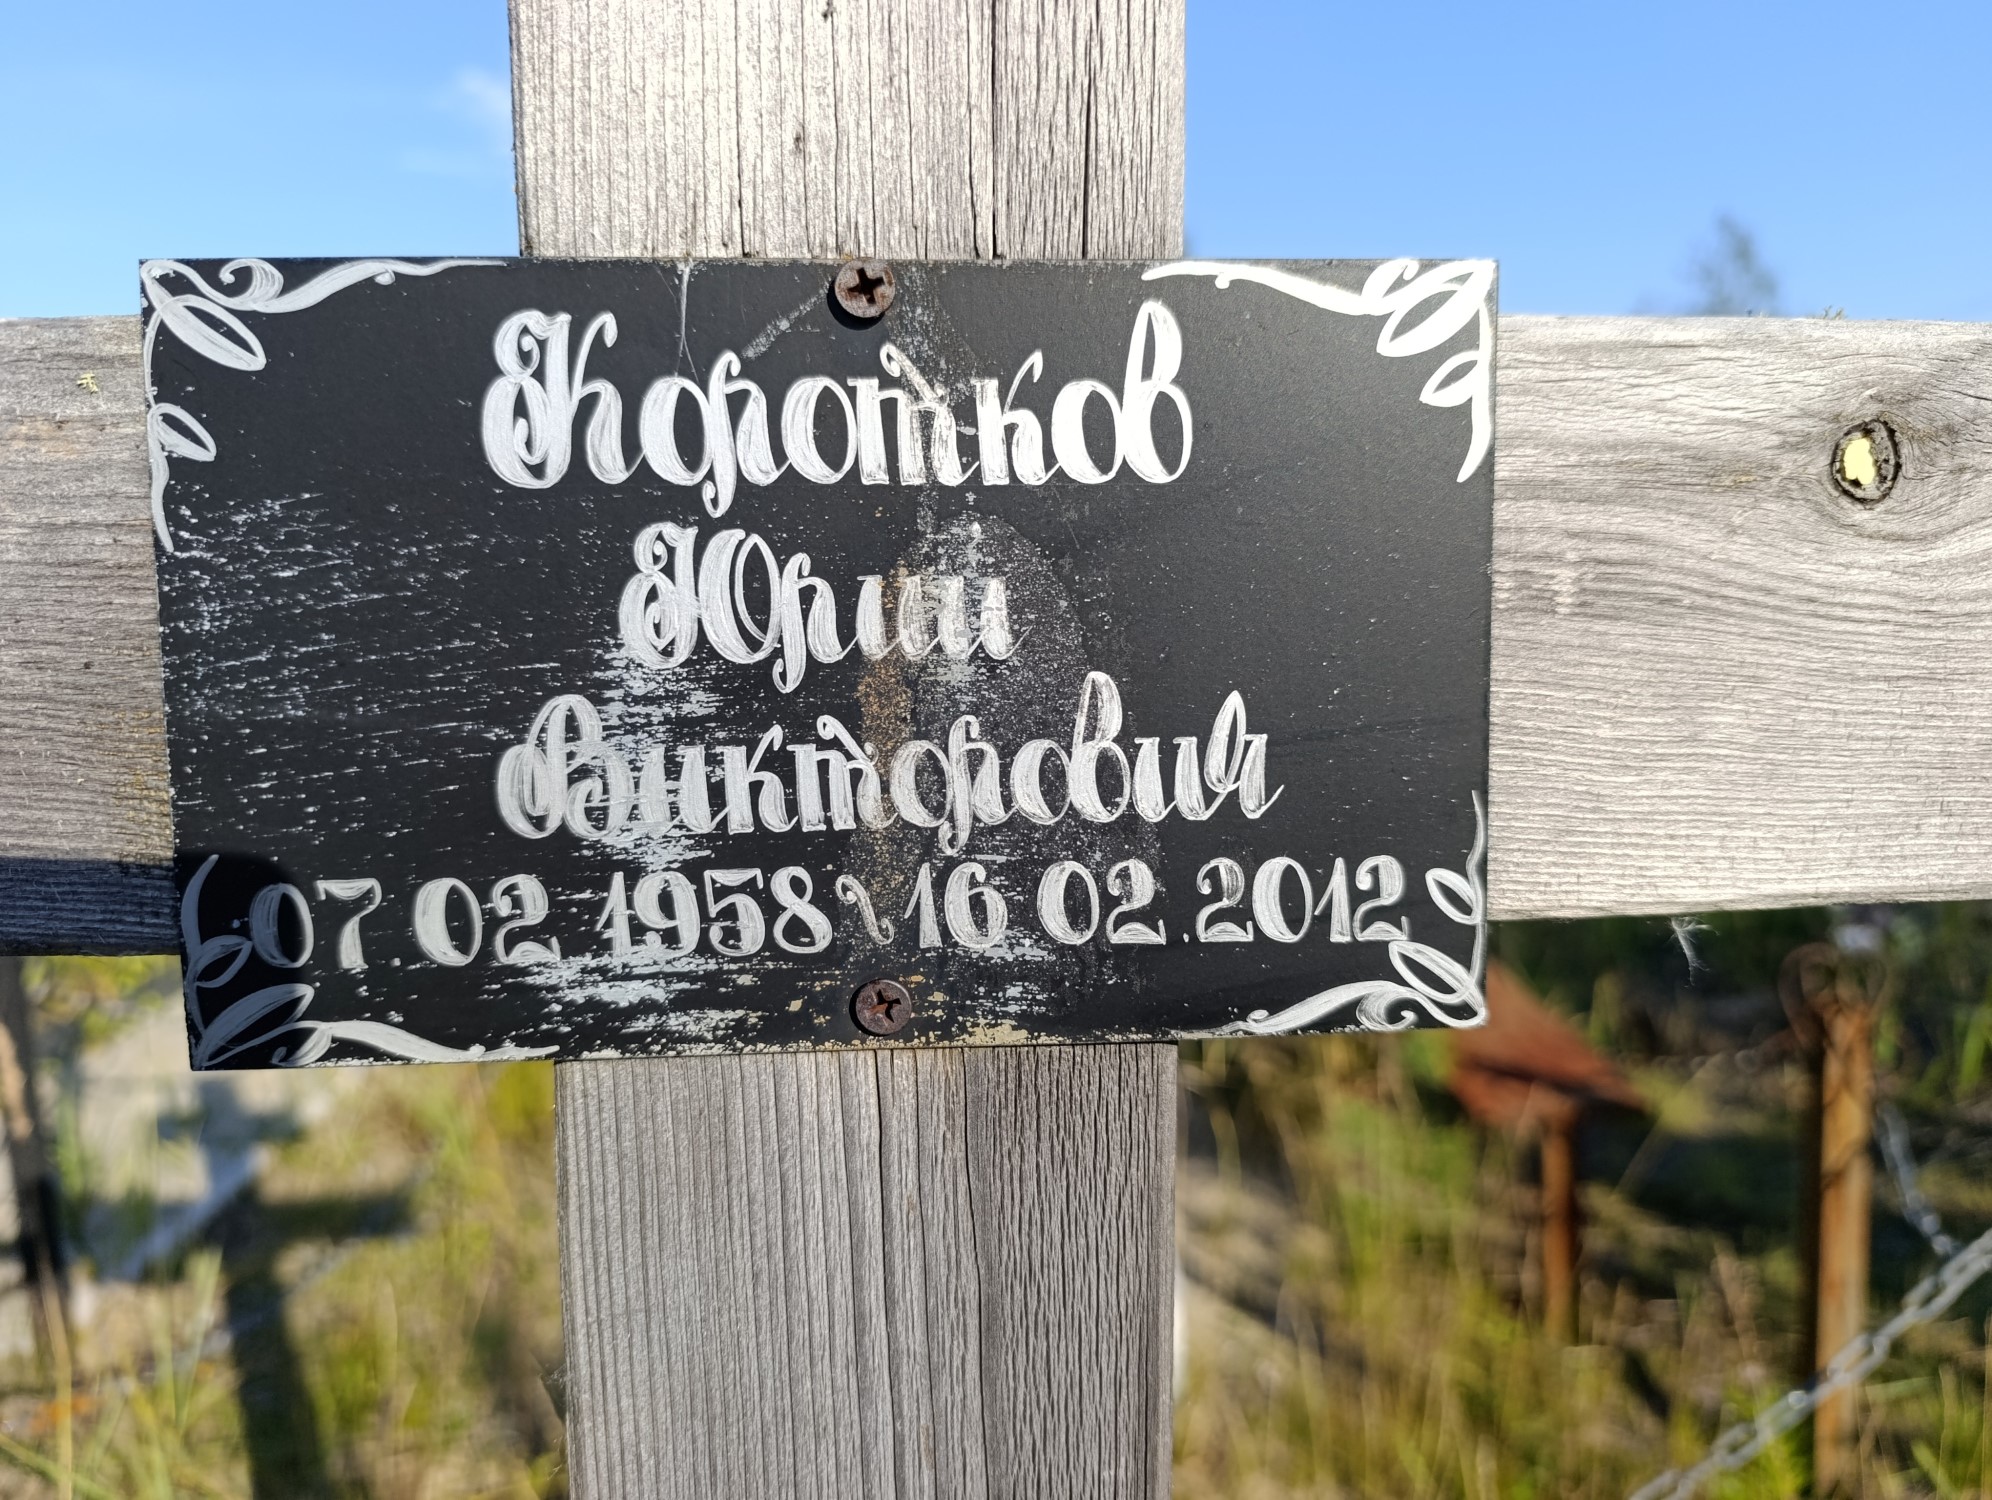 Коротков
Юрий
Викторович
07.02.1958 ~ 16.02.2012